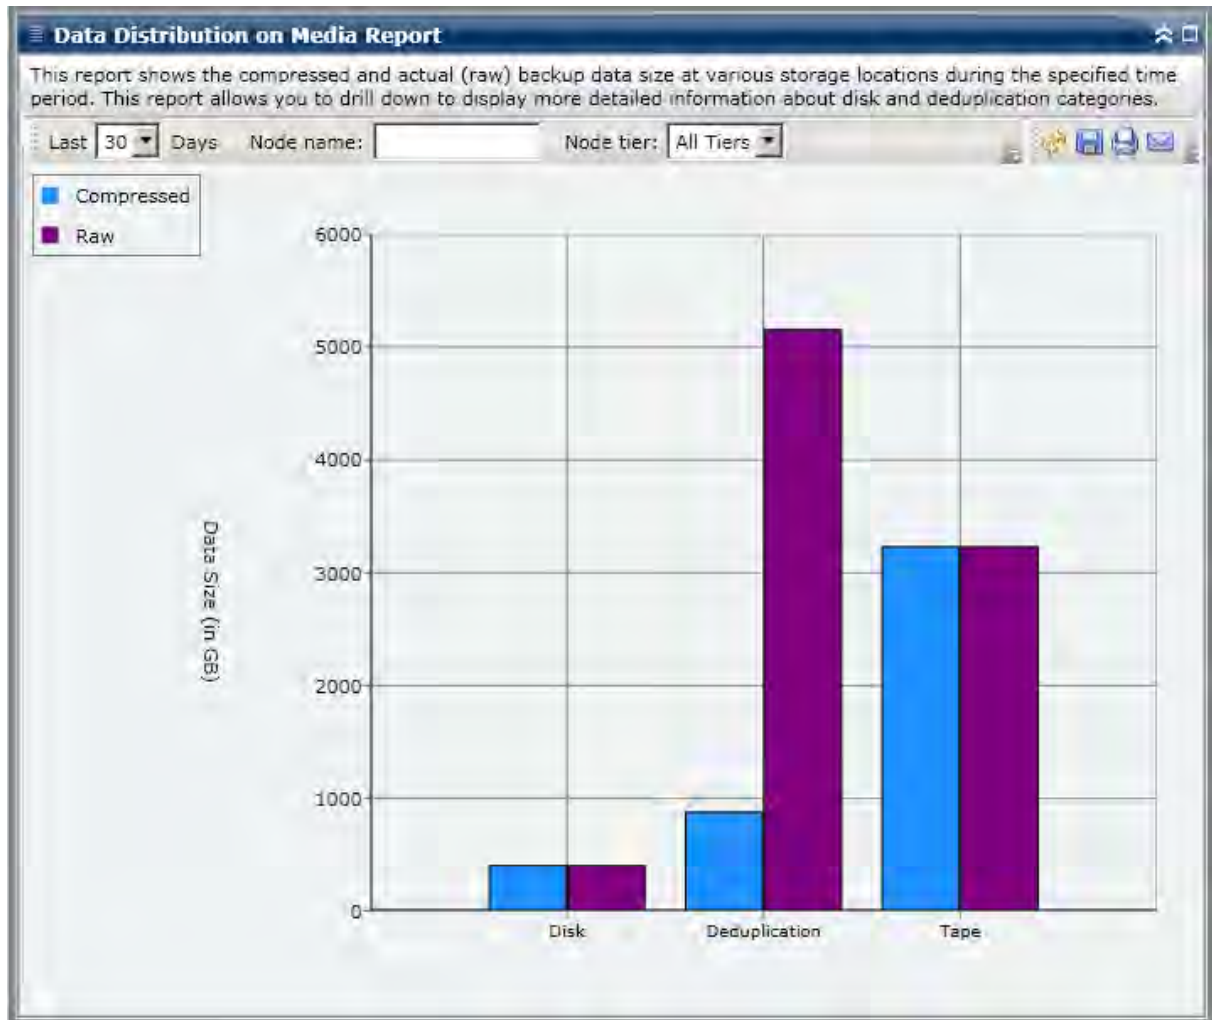 Data Distribution on Media Report
This report shows the compressed and actual (raw) backup data size at various storage locations during the specified time
period. This report allows you to drill down to display more detailed information about disk and deduplication categories.
Last 30 Days Node name: Node tier: All Tiers
Compressed
Raw
6000
5000
4000
3000
2000
1000
0
Data Size (in GB)
Disk Deduplication Tape